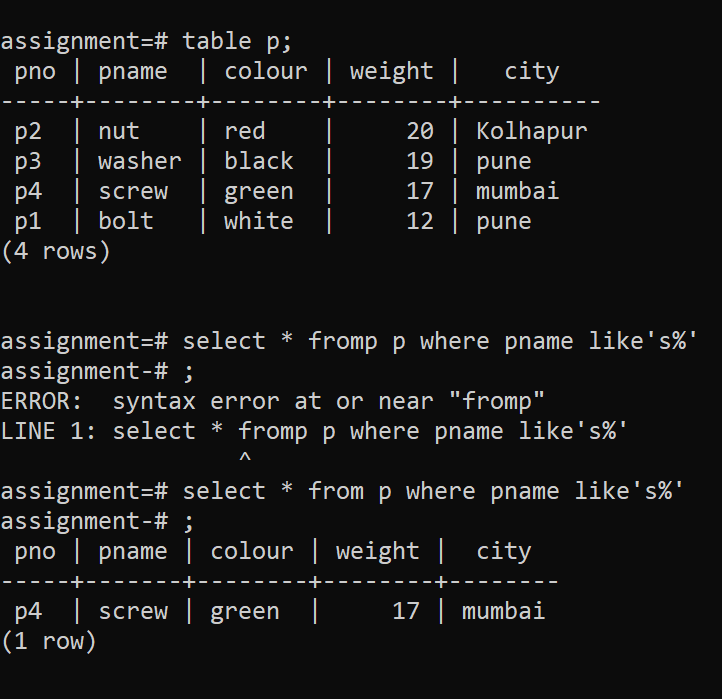 assignment=# table p;
 pno | pname  | colour | weight |   city
-----+--------+--------+--------+----------
 p2  | nut    | red    |     20 | Kolhapur
 p3  | washer | black  |     19 | pune
 p4  | screw  | green  |     17 | mumbai
 p1  | bolt   | white  |     12 | pune
(4 rows)
assignment=# select * fromp p where pname like's%'
assignment-# ;
ERROR:  syntax error at or near "fromp"
LINE 1: select * fromp p where pname like's%'
                 ^
assignment=# select * from p where pname like's%'
assignment-# ;
 pno | pname | colour | weight |  city
-----+-------+--------+--------+--------
 p4  | screw | green  |     17 | mumbai
(1 row)